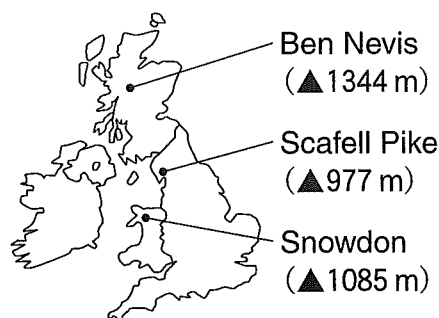 Ben Nevis
(▲1344 m)
Scafell Pike
(▲977 m)
Snowdon
(▲1085 m)